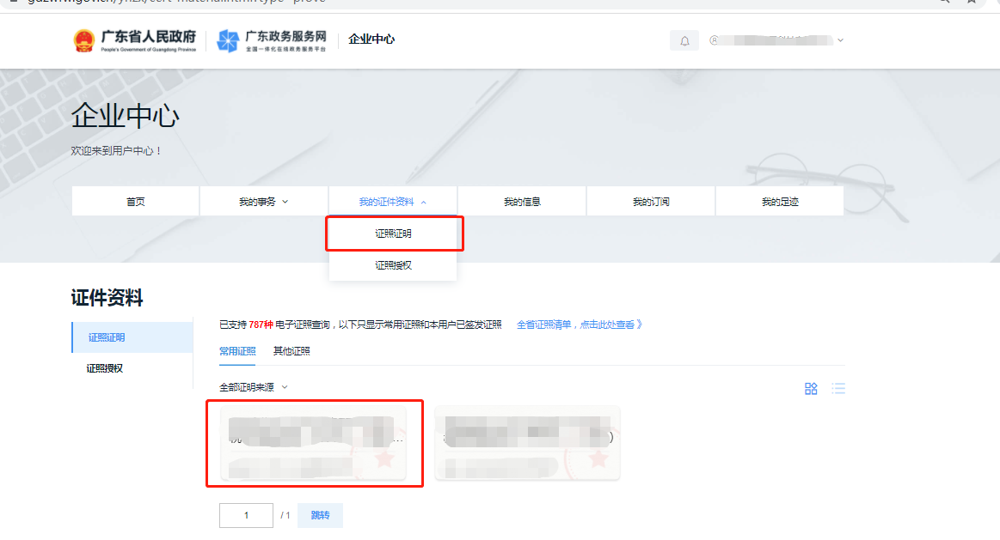 广东省人民政府
People's Government of Guangdong Province
广东政务服务网
全国一体化在线政务服务平台
企业中心
企业中心
欢迎来到用户中心！
首页
我的事务
我的证件资料
我的信息
我的订阅
我的足迹
证照证明
证照授权
证件资料
证照证明
证照授权
已支持 787种 电子证照查询，以下只显示常用证照和本用户已签发证照
全省证照清单，点击此处查看 》
常用证照
其他证照
全部证明来源
...
)
1
/ 1
跳转